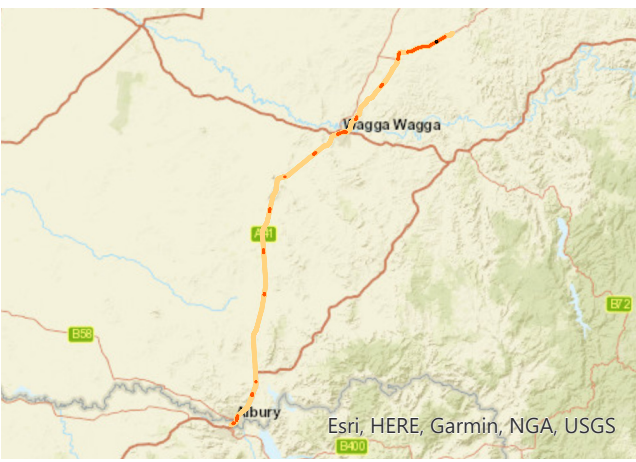 Wagga Wagga
A41
B58
B72
Albury
Esri, HERE, Garmin, NGA, USGS
B400